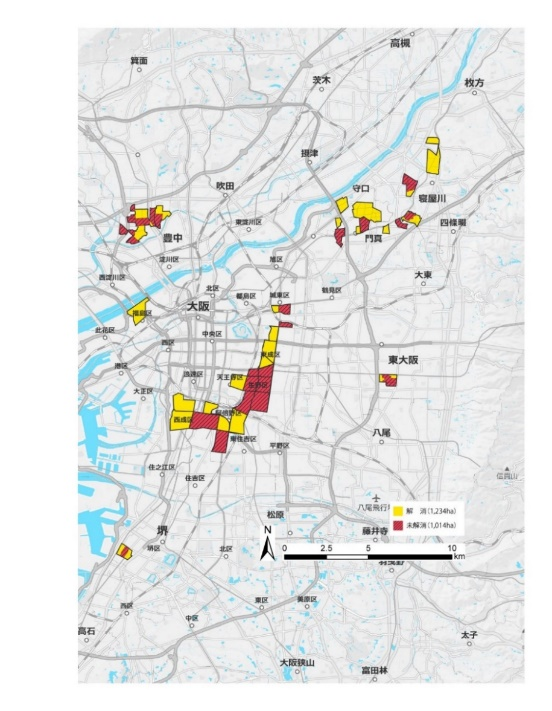 高槻
箕面
茨木
枚方
摂津
吹田
守口
寝屋川
東淀川区
四條畷
豊中
門真
淀川区
旭区
西淀川区
大東
北区
都島区
城東区
鶴見区
大阪
福島区
此花区
中央区
西区
東成区
東大阪
港区
浪速区
天王寺区
生野区
大正区
阿倍野区
西成区
八尾
東住吉区
平野区
住之江区
住吉区
信貴山
八尾飛行
解 消(1,234ha)
松原
未解消(1,014ha)
堺
藤井寺
N
堺区
北区
0 2.5 5 10
km
羽曳野
西区
東区
美原区
中区
高石
太子
大阪狭山
富田林